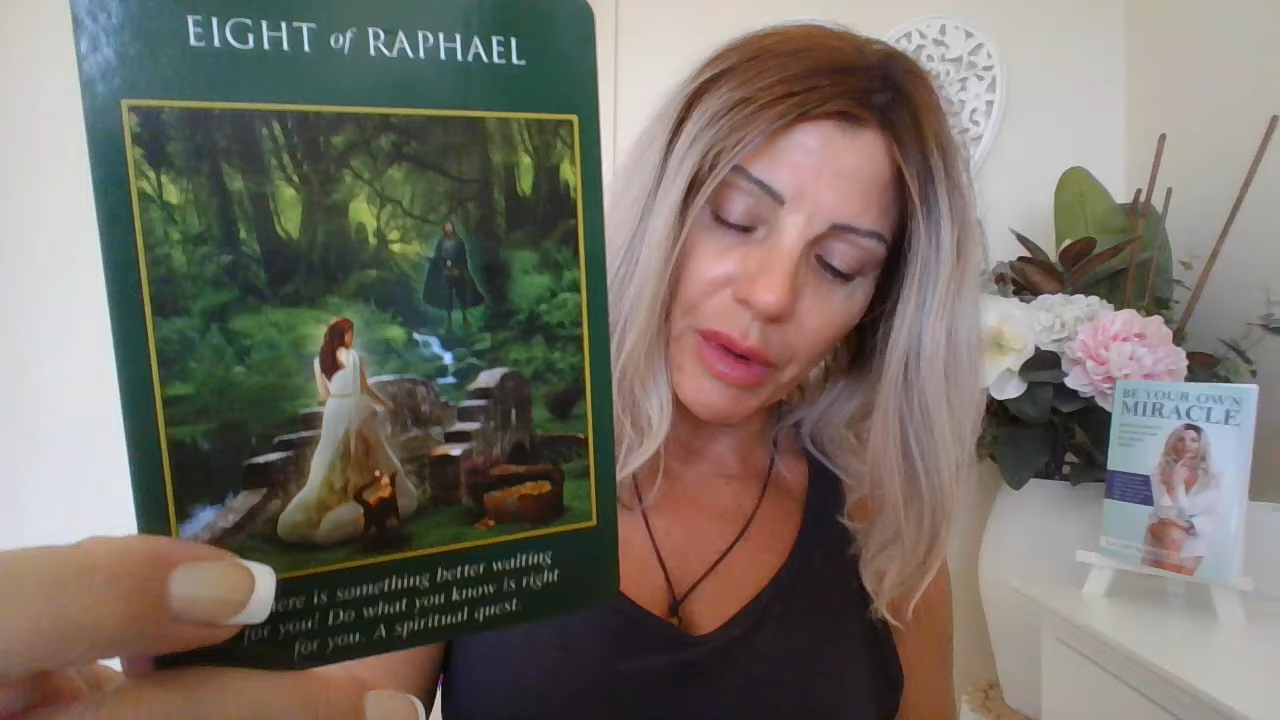 EIGHT of RAPHAEL
here is something better waiting
for you! Do what you know is right
for you. A spiritual quest.
BE YOUR OWN
MIRACLE